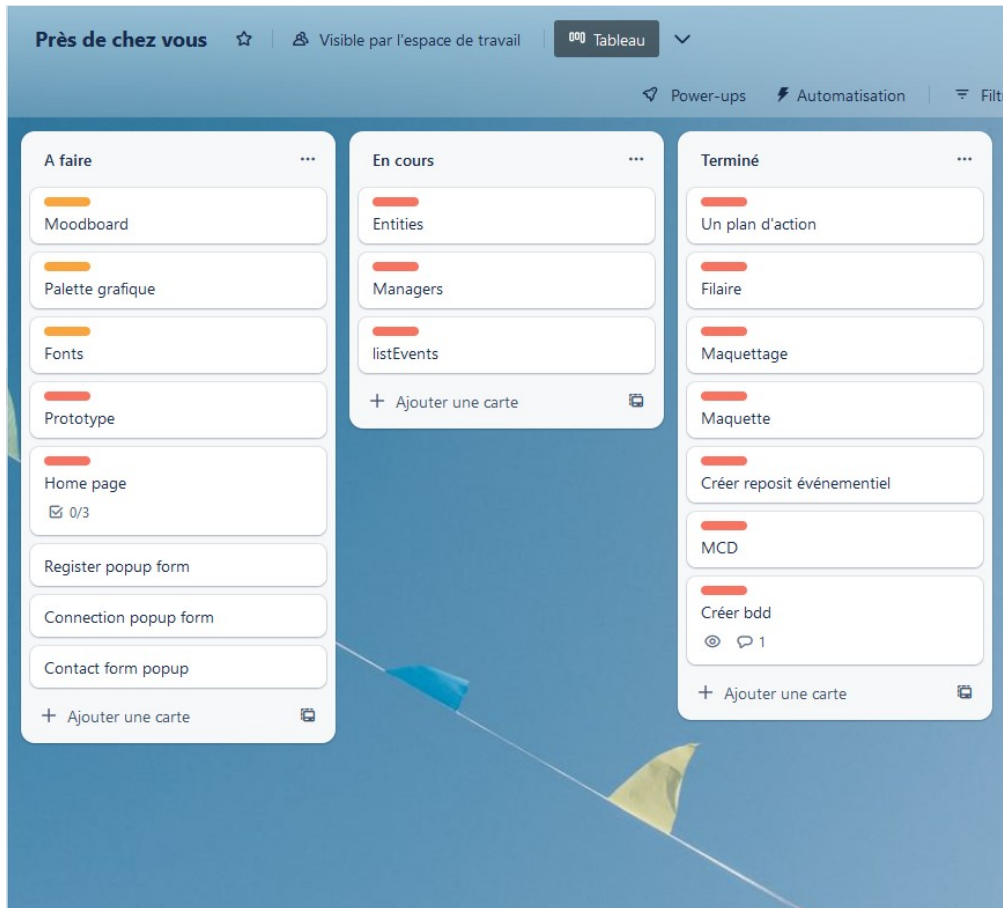 Près de chez vous
Visible par l'espace de travail
Tableau
Power-ups
Automatisation
A faire
Moodboard
Palette grafique
Fonts
Prototype
Home page
0/3
Register popup form
Connection popup form
Contact form popup
+ Ajouter une carte
En cours
Entities
Managers
listEvents
+ Ajouter une carte
Terminé
Un plan d'action
Filaire
Maquettage
Maquette
Créer reposit événementiel
MCD
Créer bdd
1
+ Ajouter une carte